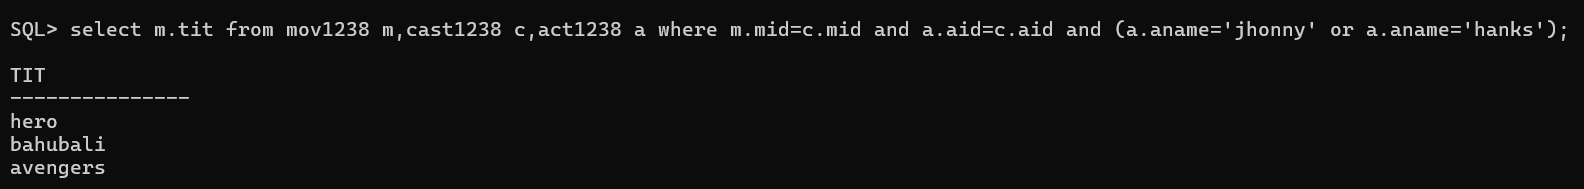 SQL> select m.tit from mov1238 m,cast1238 c,act1238 a where m.mid=c.mid and a.aid=c.aid and (a.aname='jhonny' or a.aname='hanks');
TIT
---------------
hero
bahubali
avengers